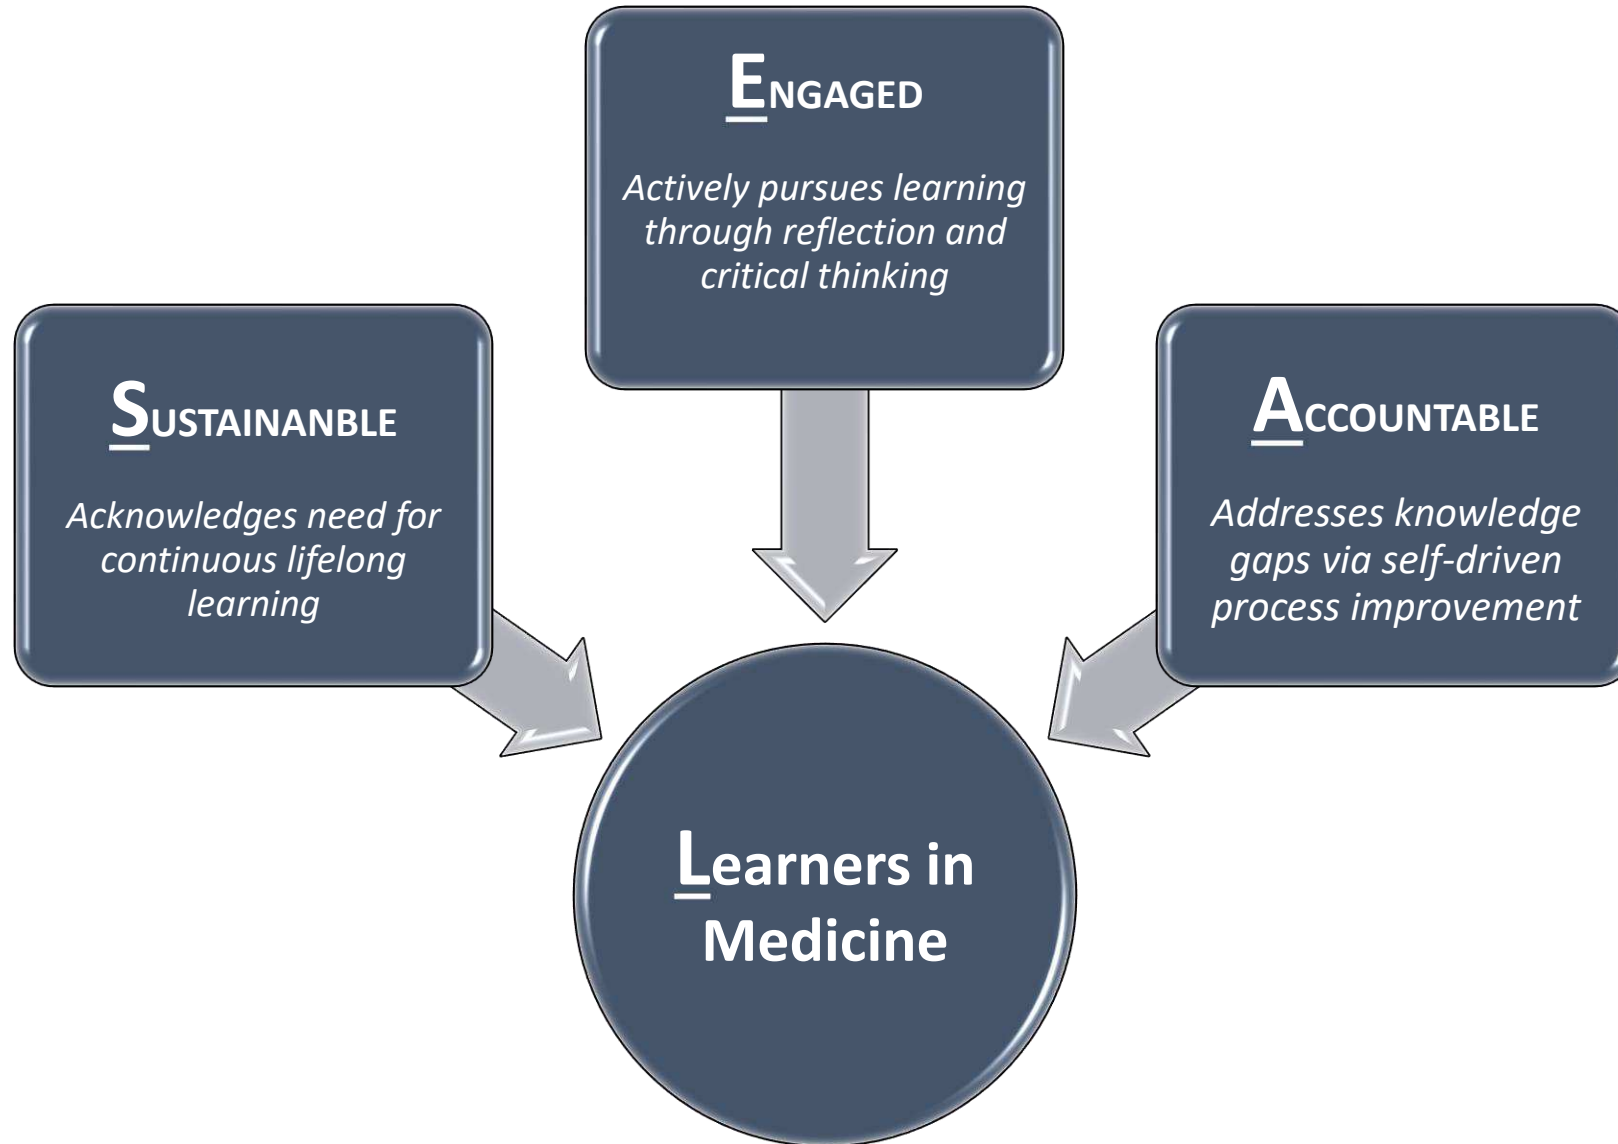 ENGAGED
Actively pursues learning
through reflection and
critical thinking
SUSTAINANBLE
Acknowledges need for
continuous lifelong
learning
ACCOUNTABLE
Addresses knowledge
gaps via self-driven
process improvement
Learners in
Medicine